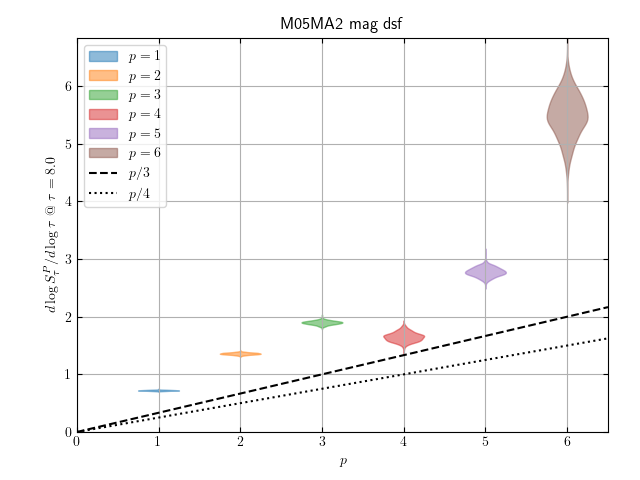 M05MA2 mag dsf
p = 1
p = 2
p = 3
p = 4
p = 5
p = 6
p/3
p/4
d log S_τ^P / d log τ @ τ = 8.0
6
5
4
3
2
1
0
0 1 2 3 4 5 6
p